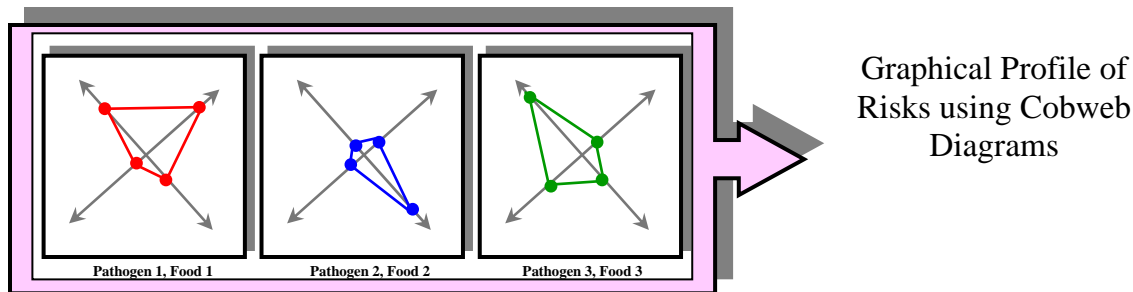 Graphical Profile of
Risks using Cobweb
Diagrams
Pathogen 1, Food 1
Pathogen 2, Food 2
Pathogen 3, Food 3